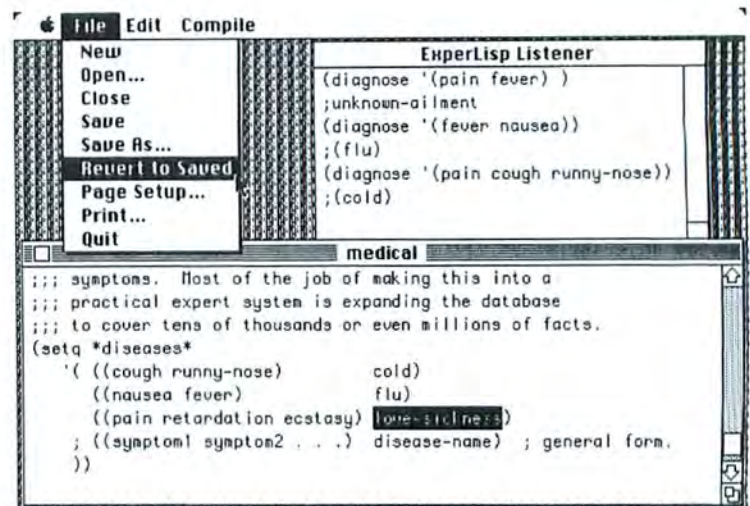 File Edit Compile
New
Open...
Close
Save
Save As...
Revert to Saved
Page Setup...
Print...
Quit
ExperLisp Listener
(diagnose '(pain fever) )
;unknown-ailment
(diagnose '(fever nausea))
;(flu)
(diagnose '(pain cough runny-nose))
;(cold)
medical
;;; symptoms. Most of the job of making this into a
;;; practical expert system is expanding the database
;;; to cover tens of thousands or even millions of facts.
(setq *diseases*
'( ((cough runny-nose) cold)
((nausea fever) flu)
((pain retardation ecstasy) love-sickness)
; ((symptom1 symptom2 . . .) disease-name) ; general form.
))